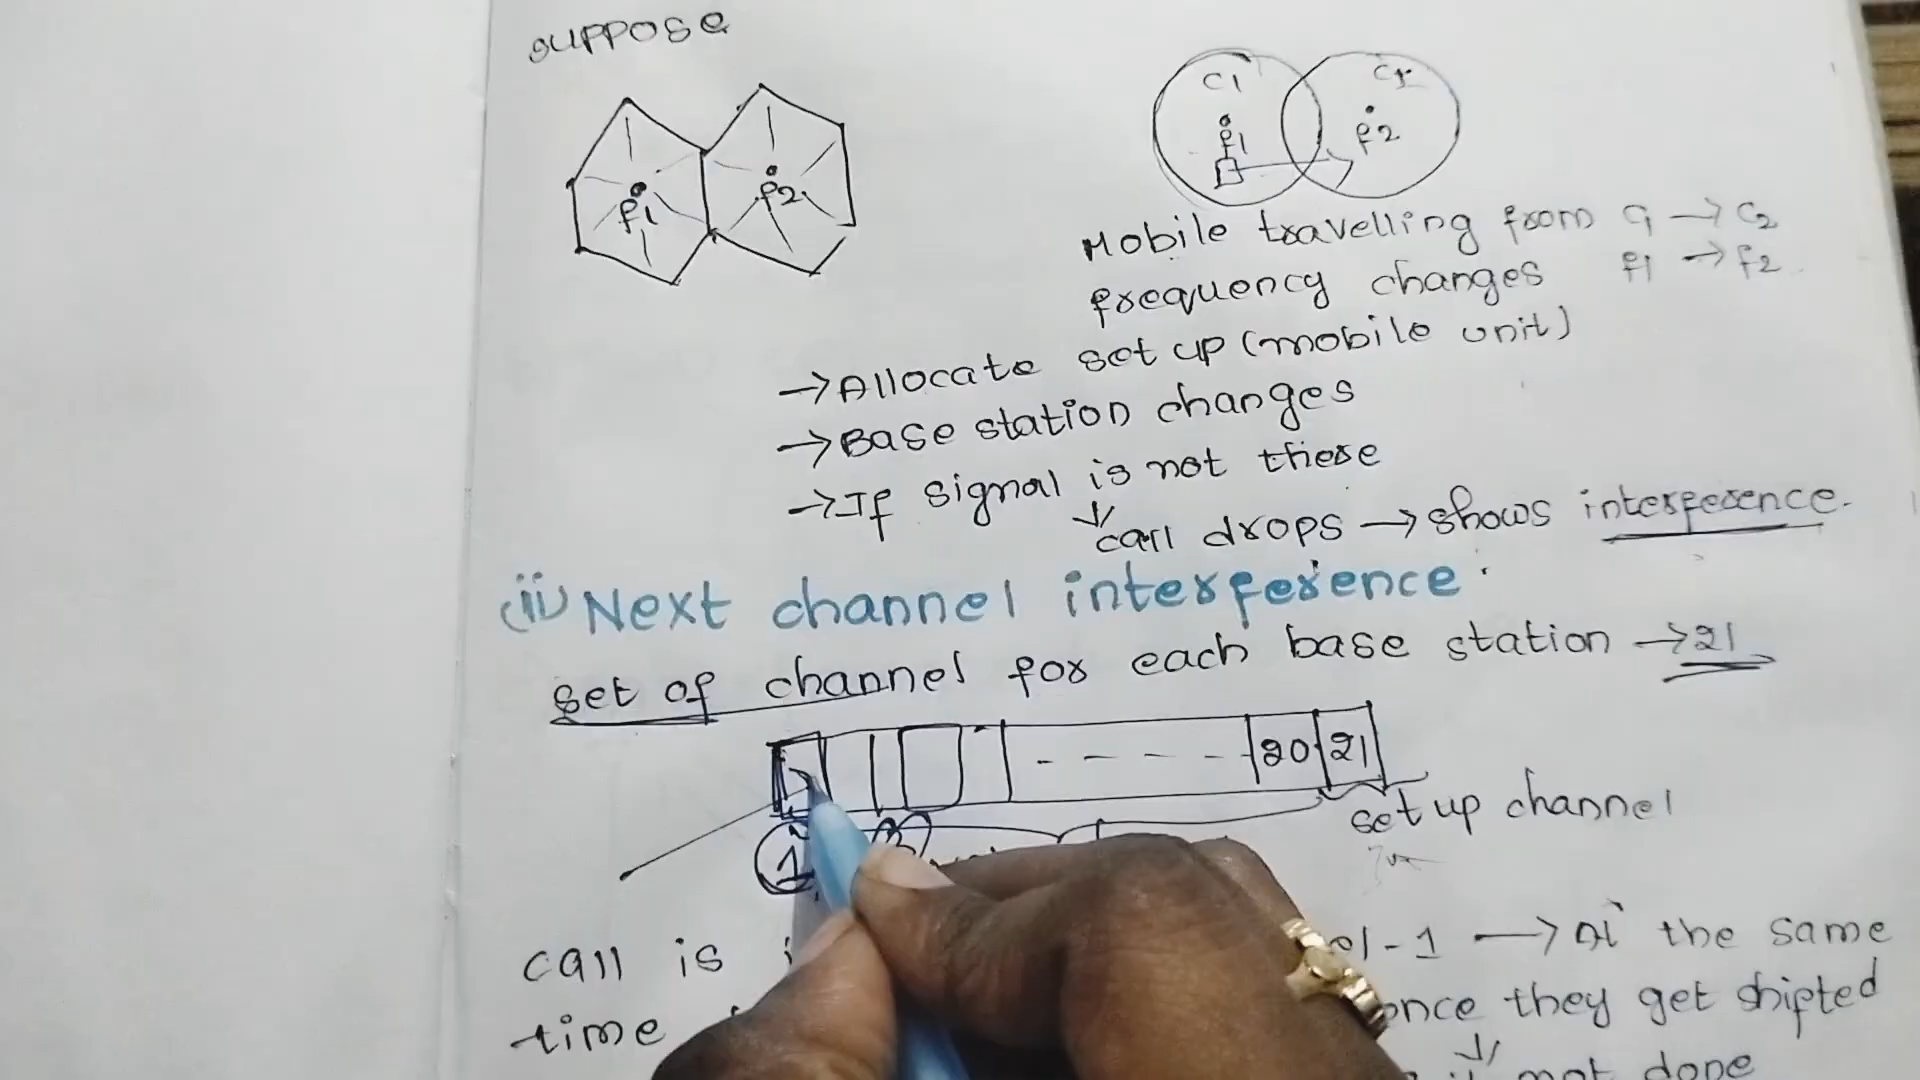 suppose
f1
f2
C1
f1
f2
Mobile travelling from C1 → C2
frequency changes f1 → f2
→ Allocate set up (mobile unit)
→ Base station changes
→ If signal is not there
call drops → shows interference.
(ii) Next channel interference.
set of channel for each base station → 21
20 21
set up channel
1
call is - 1 → At the same
time once they get shifted
not done